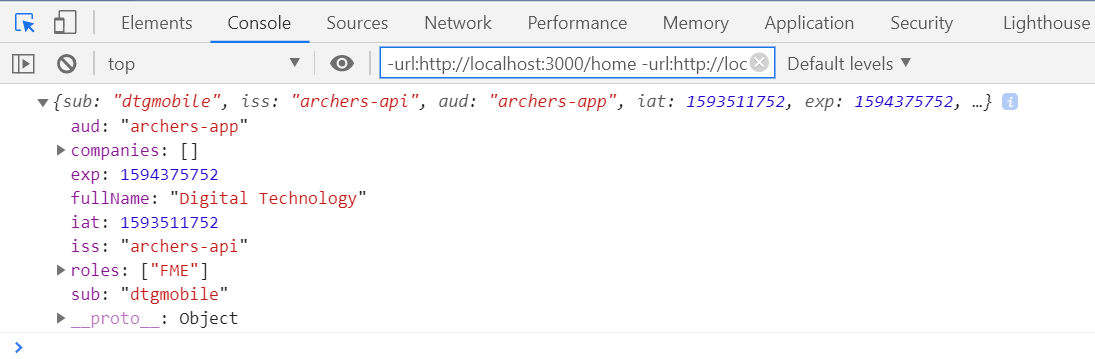 Elements Console Sources Network Performance Memory Application Security Lighthouse
top -url:http://localhost:3000/home -url:http://loc Default levels
{sub: "dtgmobile", iss: "archers-api", aud: "archers-app", iat: 1593511752, exp: 1594375752, …} i
aud: "archers-app"
companies: []
exp: 1594375752
fullName: "Digital Technology"
iat: 1593511752
iss: "archers-api"
roles: ["FME"]
sub: "dtgmobile"
__proto__: Object